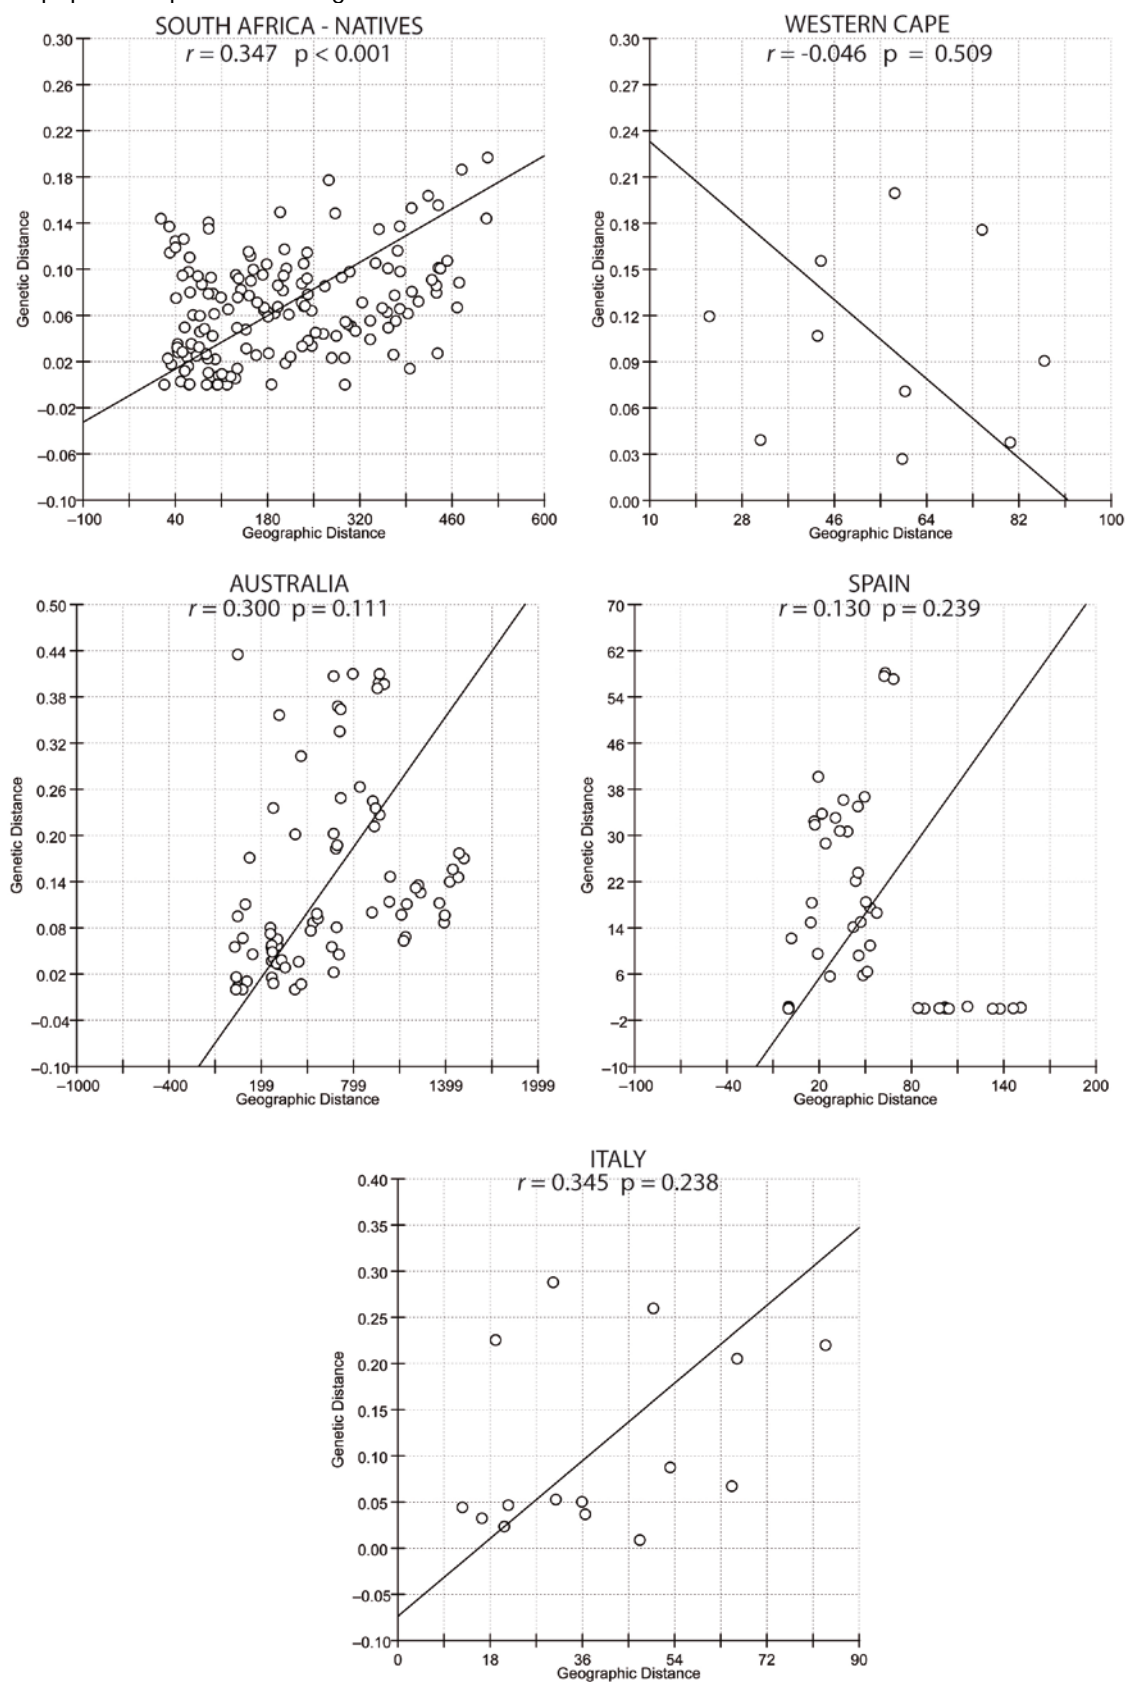 SOUTH AFRICA - NATIVES
r = 0.347 p < 0.001
0.30
0.26
0.22
0.18
0.14
0.10
0.06
0.02
−0.02
−0.06
−0.10
Genetic Distance
−100 40 180 320 460 600
Geographic Distance
WESTERN CAPE
r = -0.046 p = 0.509
0.30
0.27
0.24
0.21
0.18
0.15
0.12
0.09
0.06
0.03
0.00
Genetic Distance
10 28 46 64 82 100
Geographic Distance
AUSTRALIA
r = 0.300 p = 0.111
0.50
0.44
0.38
0.32
0.26
0.20
0.14
0.08
0.02
−0.04
−0.10
Genetic Distance
−1000 −400 199 799 1399 1999
Geographic Distance
SPAIN
r = 0.130 p = 0.239
70
62
54
46
38
30
22
14
6
−2
−10
Genetic Distance
−100 −40 20 80 140 200
Geographic Distance
ITALY
r = 0.345 p = 0.238
0.40
0.35
0.30
0.25
0.20
0.15
0.10
0.05
0.00
−0.05
−0.10
Genetic Distance
0 18 36 54 72 90
Geographic Distance